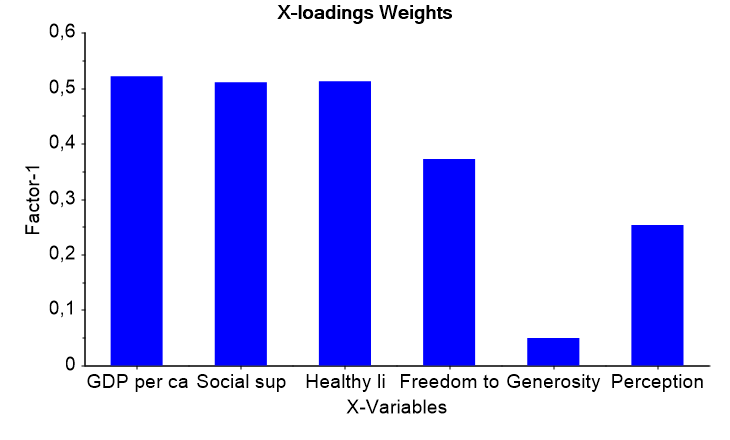 X-loadings Weights
0,6
0,5
0,4
0,3
0,2
0,1
0
Factor-1
GDP per ca Social sup Healthy li Freedom to Generosity Perception
X-Variables